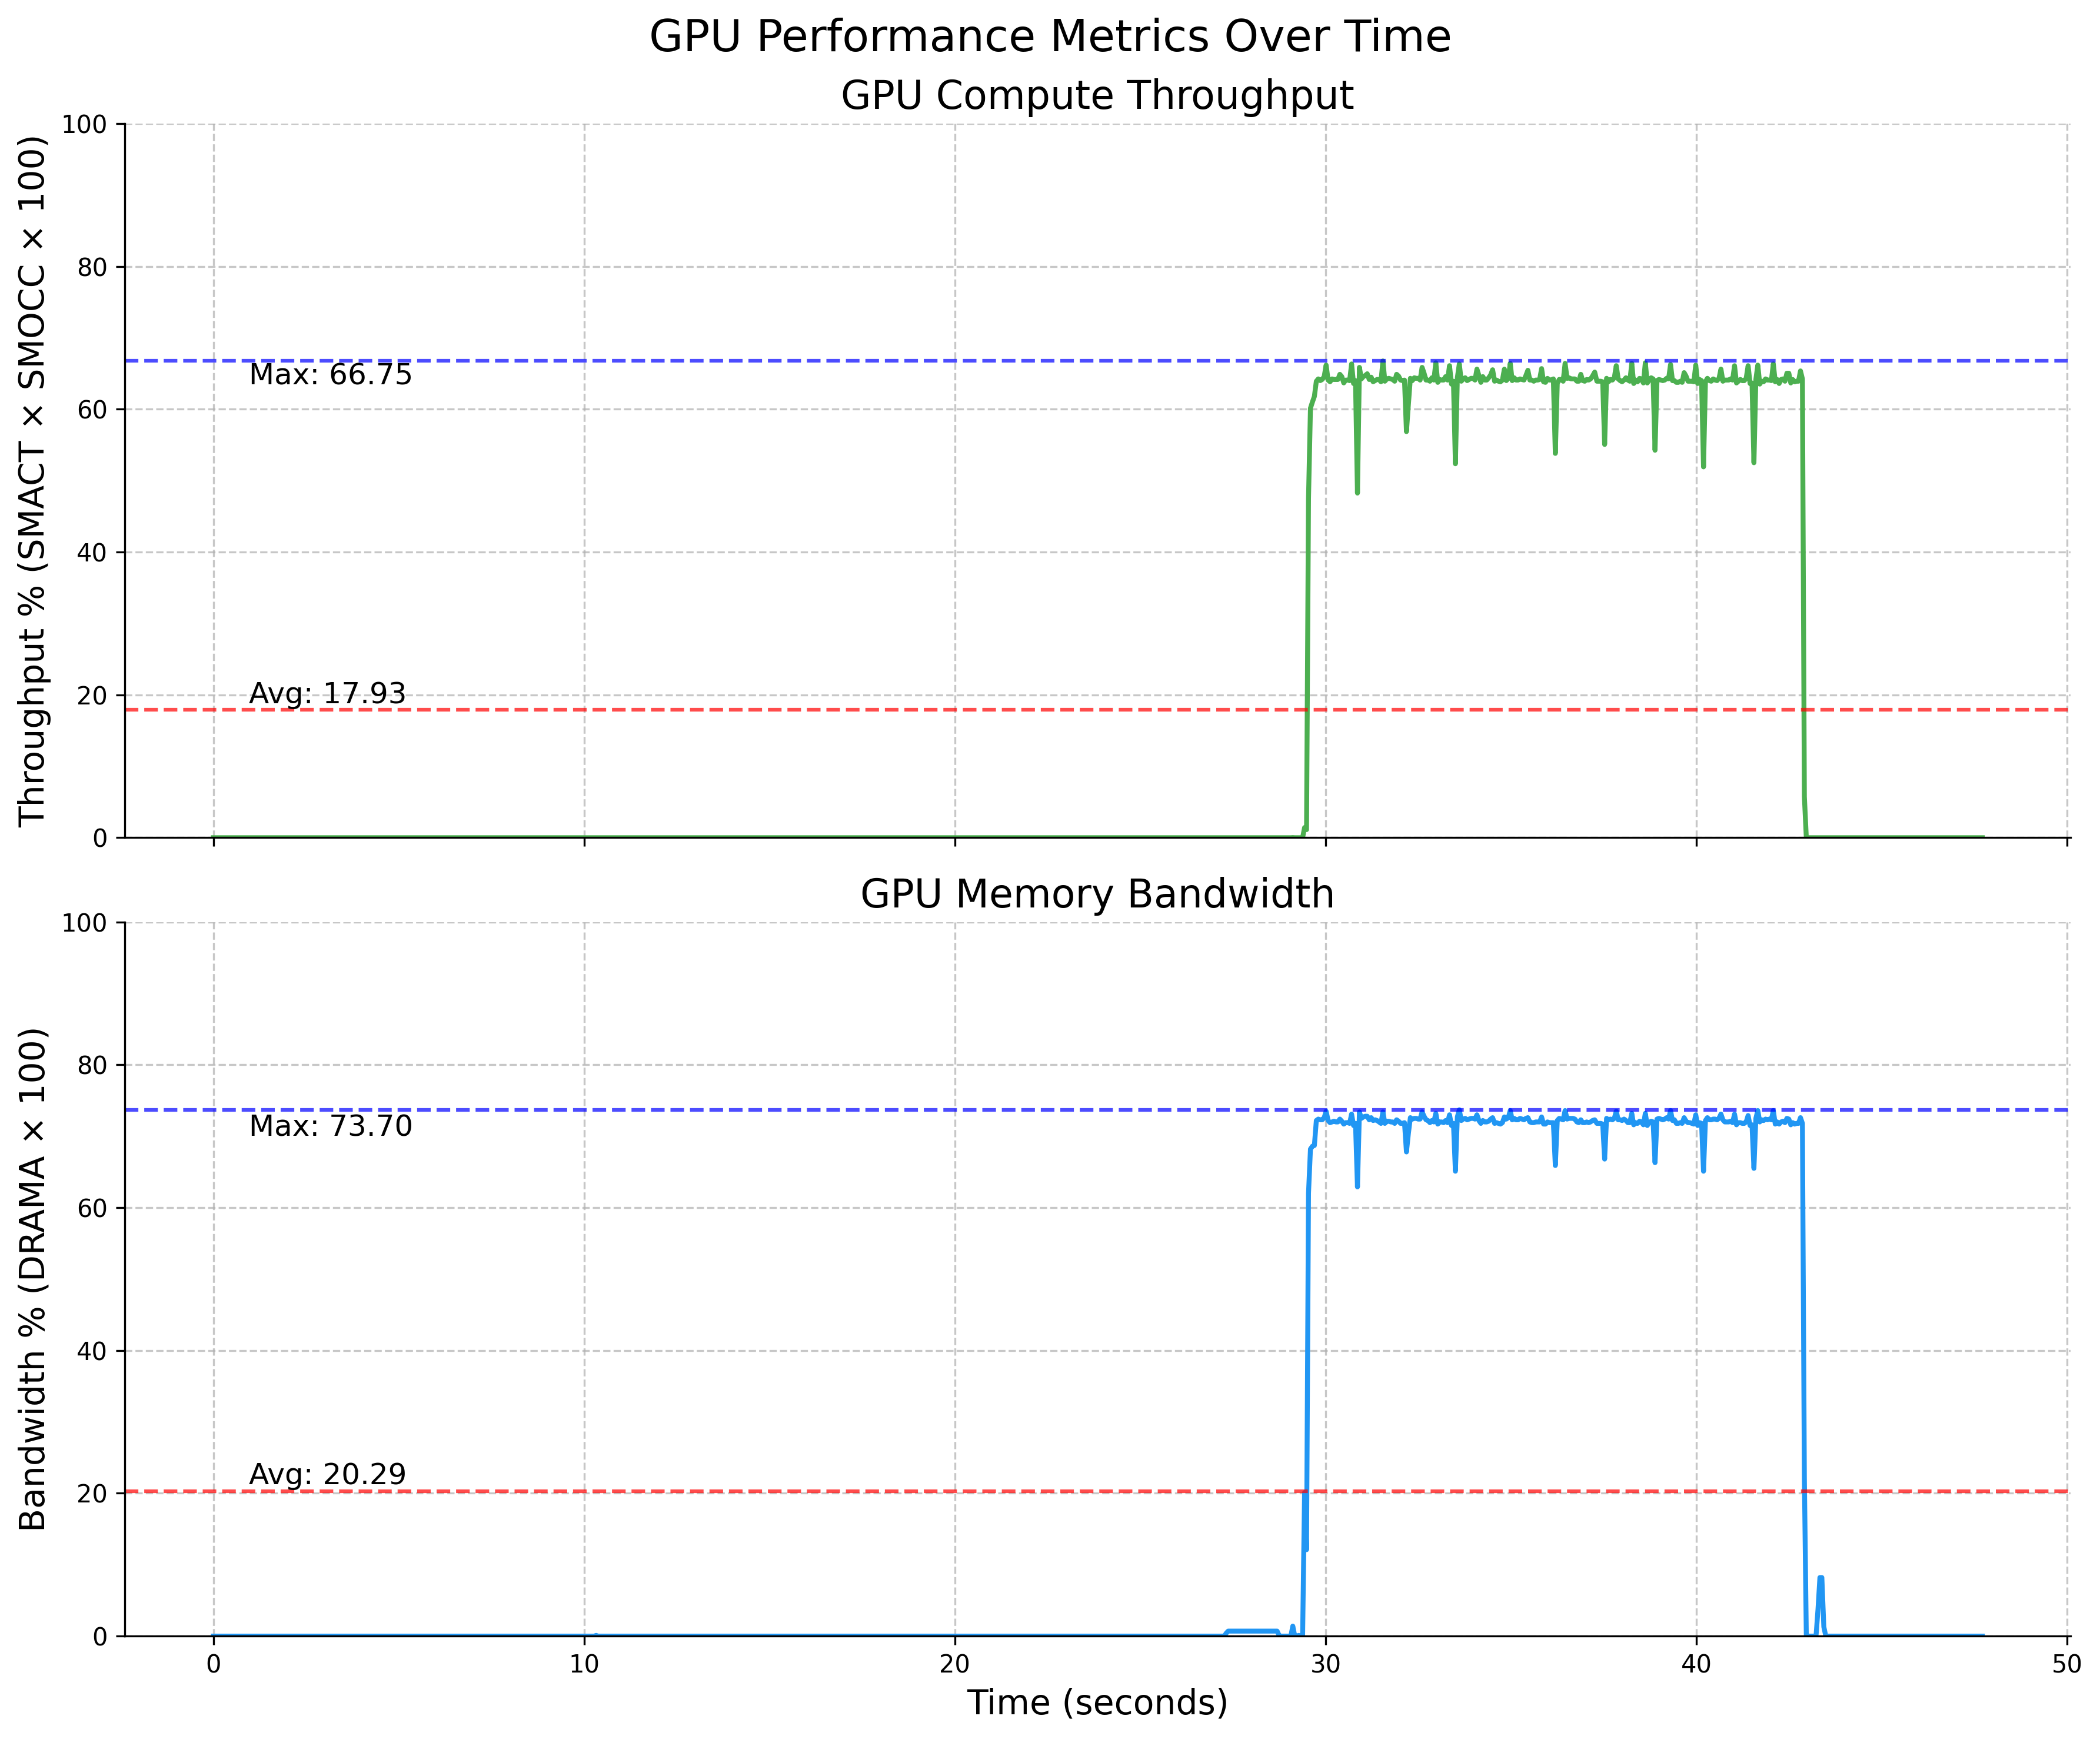 GPU Performance Metrics Over Time
GPU Compute Throughput
Throughput % (SMACT × SMOCC × 100)
100
80
60
40
20
0
Max: 66.75
Avg: 17.93
GPU Memory Bandwidth
Bandwidth % (DRAMA × 100)
100
80
60
40
20
0
Max: 73.70
Avg: 20.29
0 10 20 30 40 50
Time (seconds)